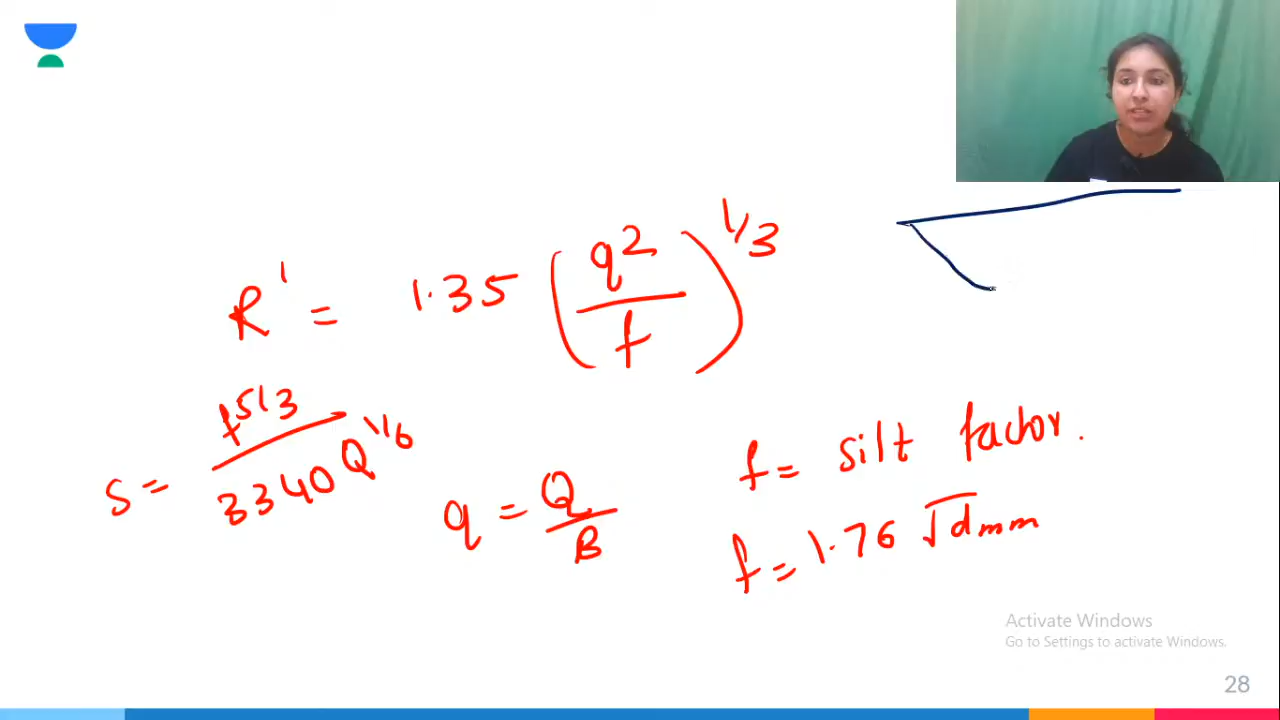 R' = 1.35 (q2/f)^1/3
S = f^5/3 / 3340 Q^1/6
q = Q/B
f = silt factor.
f = 1.76 √dmm
Activate Windows
Go to Settings to activate Windows.
28